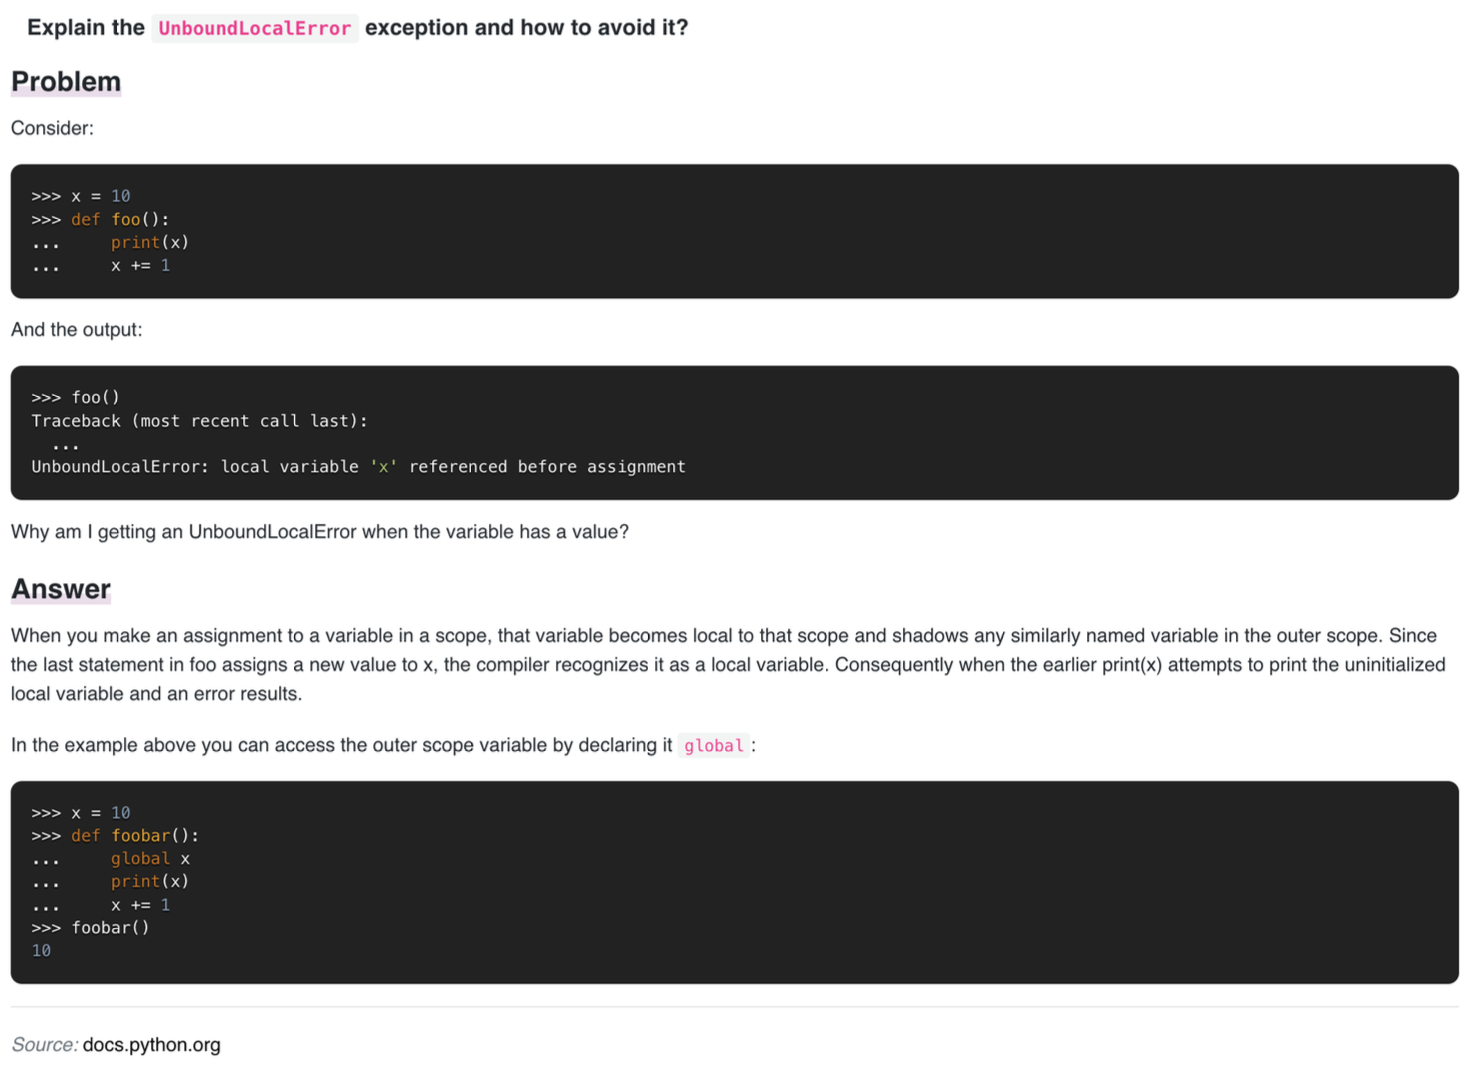 Explain the UnboundLocalError exception and how to avoid it?
Problem
Consider:
>>> x = 10
>>> def foo():
...     print(x)
...     x += 1
And the output:
>>> foo()
Traceback (most recent call last):
  ...
UnboundLocalError: local variable 'x' referenced before assignment
Why am I getting an UnboundLocalError when the variable has a value?
Answer
When you make an assignment to a variable in a scope, that variable becomes local to that scope and shadows any similarly named variable in the outer scope. Since
the last statement in foo assigns a new value to x, the compiler recognizes it as a local variable. Consequently when the earlier print(x) attempts to print the uninitialized
local variable and an error results.
In the example above you can access the outer scope variable by declaring it global :
>>> x = 10
>>> def foobar():
...     global x
...     print(x)
...     x += 1
>>> foobar()
10
Source: docs.python.org